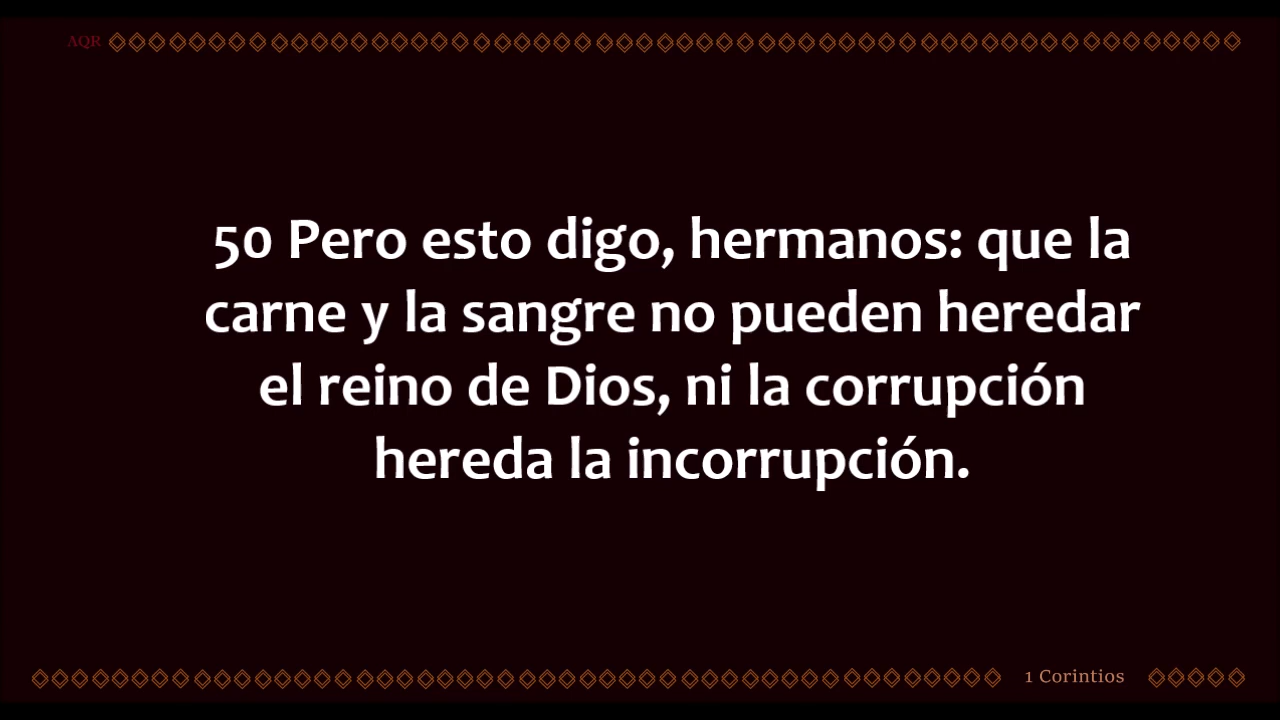 AQR
50 Pero esto digo, hermanos: que la
carne y la sangre no pueden heredar
el reino de Dios, ni la corrupción
hereda la incorrupción.
1 Corintios